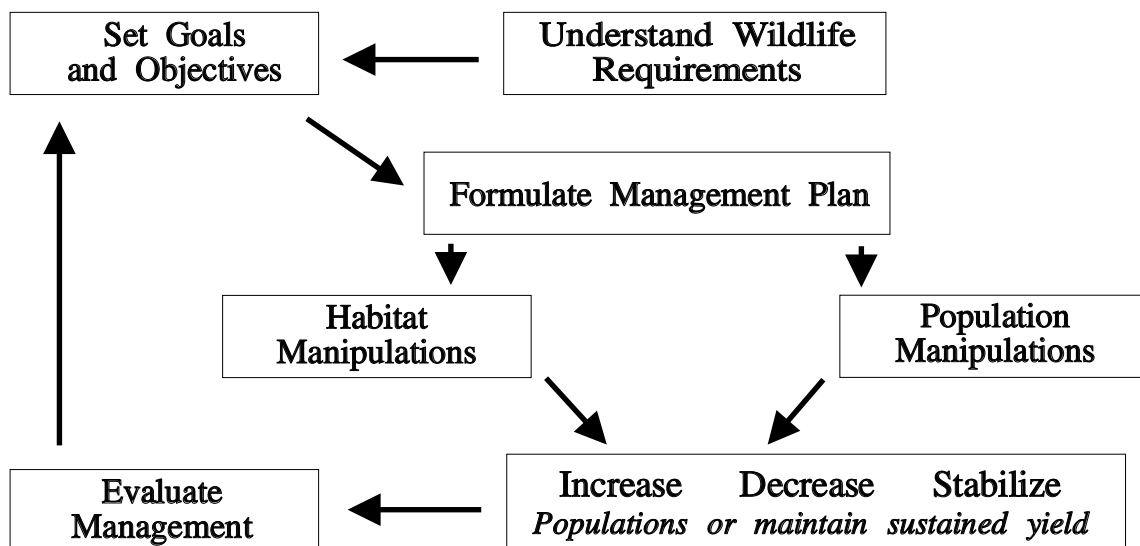 Set Goals
and Objectives
Understand Wildlife
Requirements
Formulate Management Plan
Habitat
Manipulations
Population
Manipulations
Increase Decrease Stabilize
Populations or maintain sustained yield
Evaluate
Management